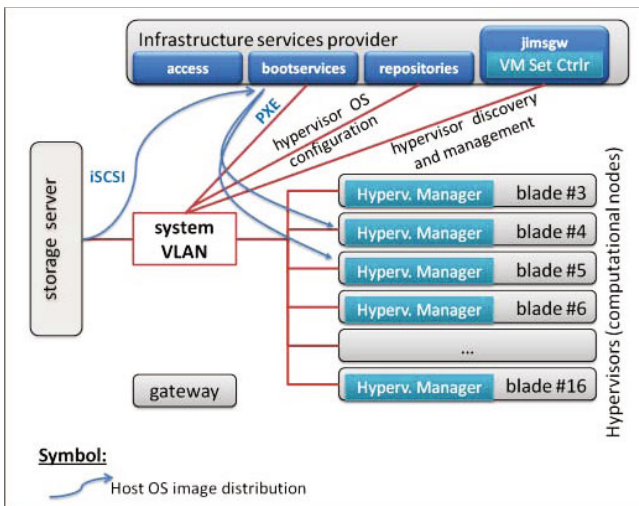 Infrastructure services provider
access
bootservices
repositories
jimsgw
VM Set Ctrlr
PXE
hypervisor OS
configuration
hypervisor discovery
and management
iSCSI
storage server
system
VLAN
Hyperv. Manager blade #3
Hyperv. Manager blade #4
Hyperv. Manager blade #5
Hyperv. Manager blade #6
...
Hyperv. Manager blade #16
Hypervisors (computational nodes)
gateway
Symbol:
Host OS image distribution